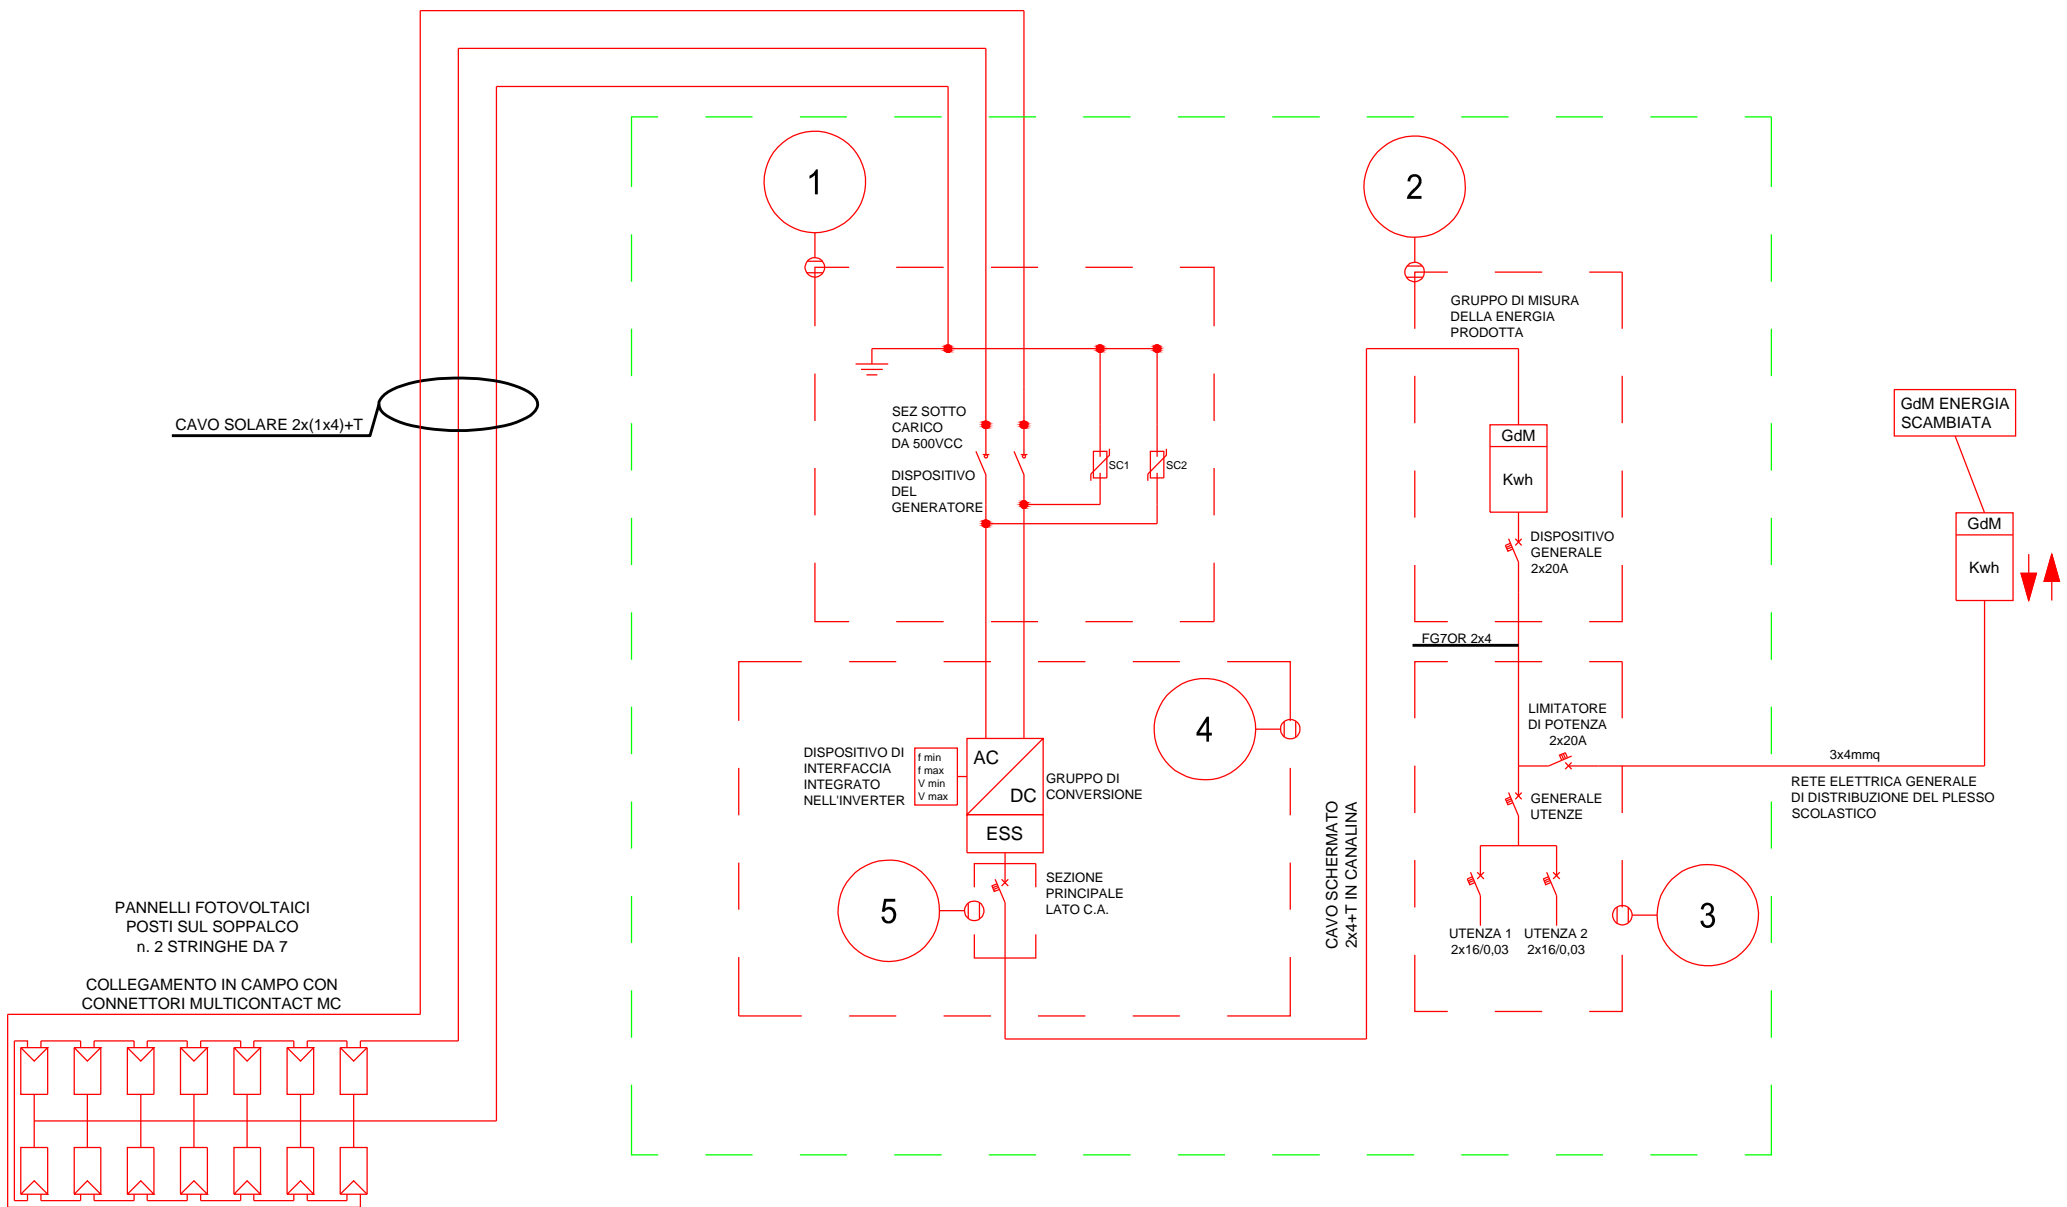 1
2
GRUPPO DI MISURA
DELLA ENERGIA
PRODOTTA
CAVO SOLARE 2x(1x4)+T
SEZ SOTTO
CARICO
DA 500VCC
DISPOSITIVO
DEL
GENERATORE
SC1
SC2
GdM
Kwh
DISPOSITIVO
GENERALE
2x20A
GdM ENERGIA
SCAMBIATA
GdM
Kwh
FG7OR 2x4
4
LIMITATORE
DI POTENZA
2x20A
3x4mmq
RETE ELETTRICA GENERALE
DI DISTRIBUZIONE DEL PLESSO
SCOLASTICO
DISPOSITIVO DI
INTERFACCIA
INTEGRATO
NELL'INVERTER
f min
f max
V min
V max
AC
DC
ESS
GRUPPO DI
CONVERSIONE
GENERALE
UTENZE
5
SEZIONE
PRINCIPALE
LATO C.A.
CAVO SCHERMATO
2x4+T IN CANALINA
UTENZA 1
2x16/0,03
UTENZA 2
2x16/0,03
3
PANNELLI FOTOVOLTAICI
POSTI SUL SOPPALCO
n. 2 STRINGHE DA 7
COLLEGAMENTO IN CAMPO CON
CONNETTORI MULTICONTACT MC